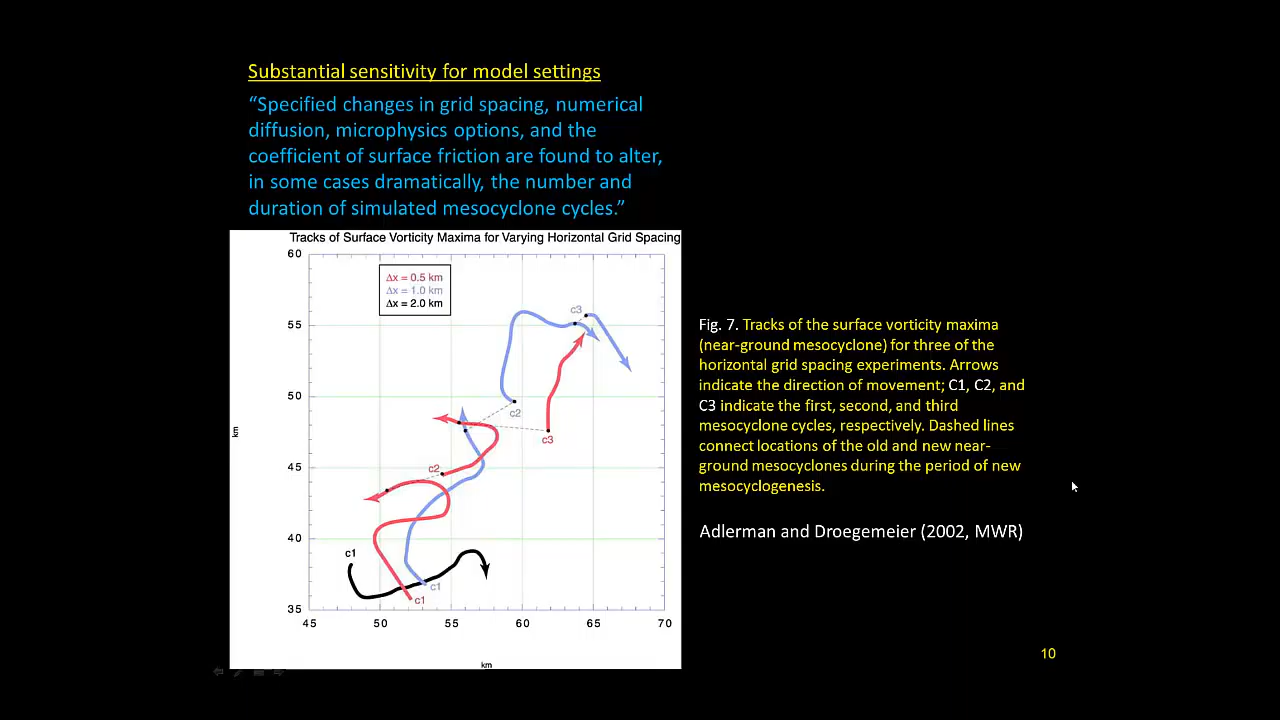 Substantial sensitivity for model settings
“Specified changes in grid spacing, numerical
diffusion, microphysics options, and the
coefficient of surface friction are found to alter,
in some cases dramatically, the number and
duration of simulated mesocyclone cycles.”
Tracks of Surface Vorticity Maxima for Varying Horizontal Grid Spacing
60
Δx = 0.5 km
Δx = 1.0 km
Δx = 2.0 km
c3
55
50
c2
km
c3
c2
45
40
c1
c1
c1
35
45 50 55 60 65 70
km
Fig. 7. Tracks of the surface vorticity maxima
(near-ground mesocyclone) for three of the
horizontal grid spacing experiments. Arrows
indicate the direction of movement; C1, C2, and
C3 indicate the first, second, and third
mesocyclone cycles, respectively. Dashed lines
connect locations of the old and new near-
ground mesocyclones during the period of new
mesocyclogenesis.
Adlerman and Droegemeier (2002, MWR)
10